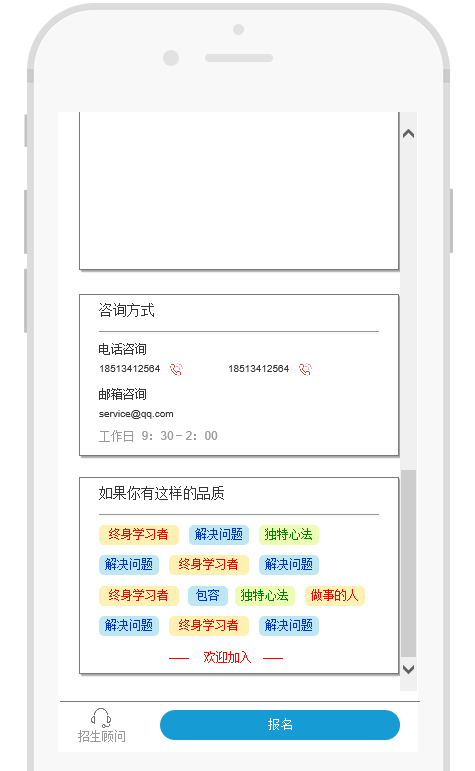 咨询方式
电话咨询
18513412564 18513412564
邮箱咨询
service@qq.com
工作日 9：30－2：00
如果你有这样的品质
终身学习者 解决问题 独特心法
解决问题 终身学习者 解决问题
终身学习者 包容 独特心法 做事的人
解决问题 终身学习者 解决问题
—— 欢迎加入 ——
招生顾问 报名